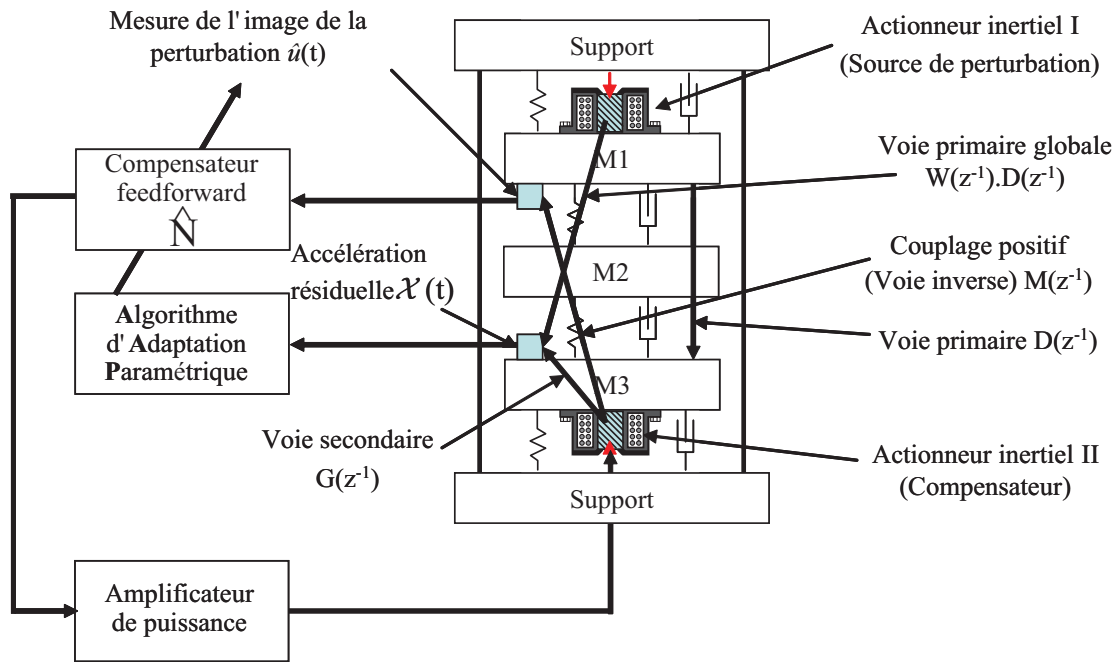 Mesure de l'image de la
perturbation û(t)
Support
Actionneur inertiel I
(Source de perturbation)
Compensateur
feedforward
N̂
M1
Voie primaire globale
W(z⁻¹).D(z⁻¹)
Accélération
résiduelle 𝒳(t)
M2
Couplage positif
(Voie inverse) M(z⁻¹)
Algorithme
d'Adaptation
Paramétrique
Voie primaire D(z⁻¹)
M3
Voie secondaire
G(z⁻¹)
Actionneur inertiel II
(Compensateur)
Support
Amplificateur
de puissance